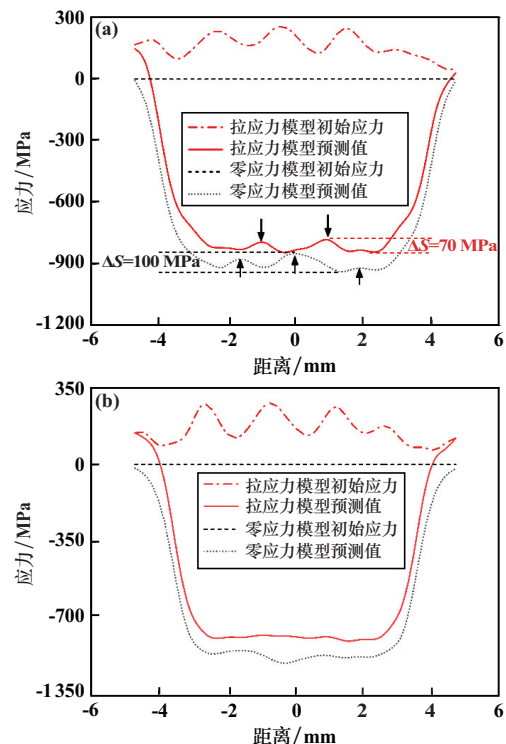 (a)
300
0
-300
-600
-900
-1200
应力/MPa
拉应力模型初始应力
拉应力模型预测值
零应力模型初始应力
零应力模型预测值
ΔS=100 MPa
ΔS=70 MPa
-6 -4 -2 0 2 4 6
距离/mm
(b)
350
0
-350
-700
-1350
应力/MPa
拉应力模型初始应力
拉应力模型预测值
零应力模型初始应力
零应力模型预测值
-6 -4 -2 0 2 4 6
距离/mm